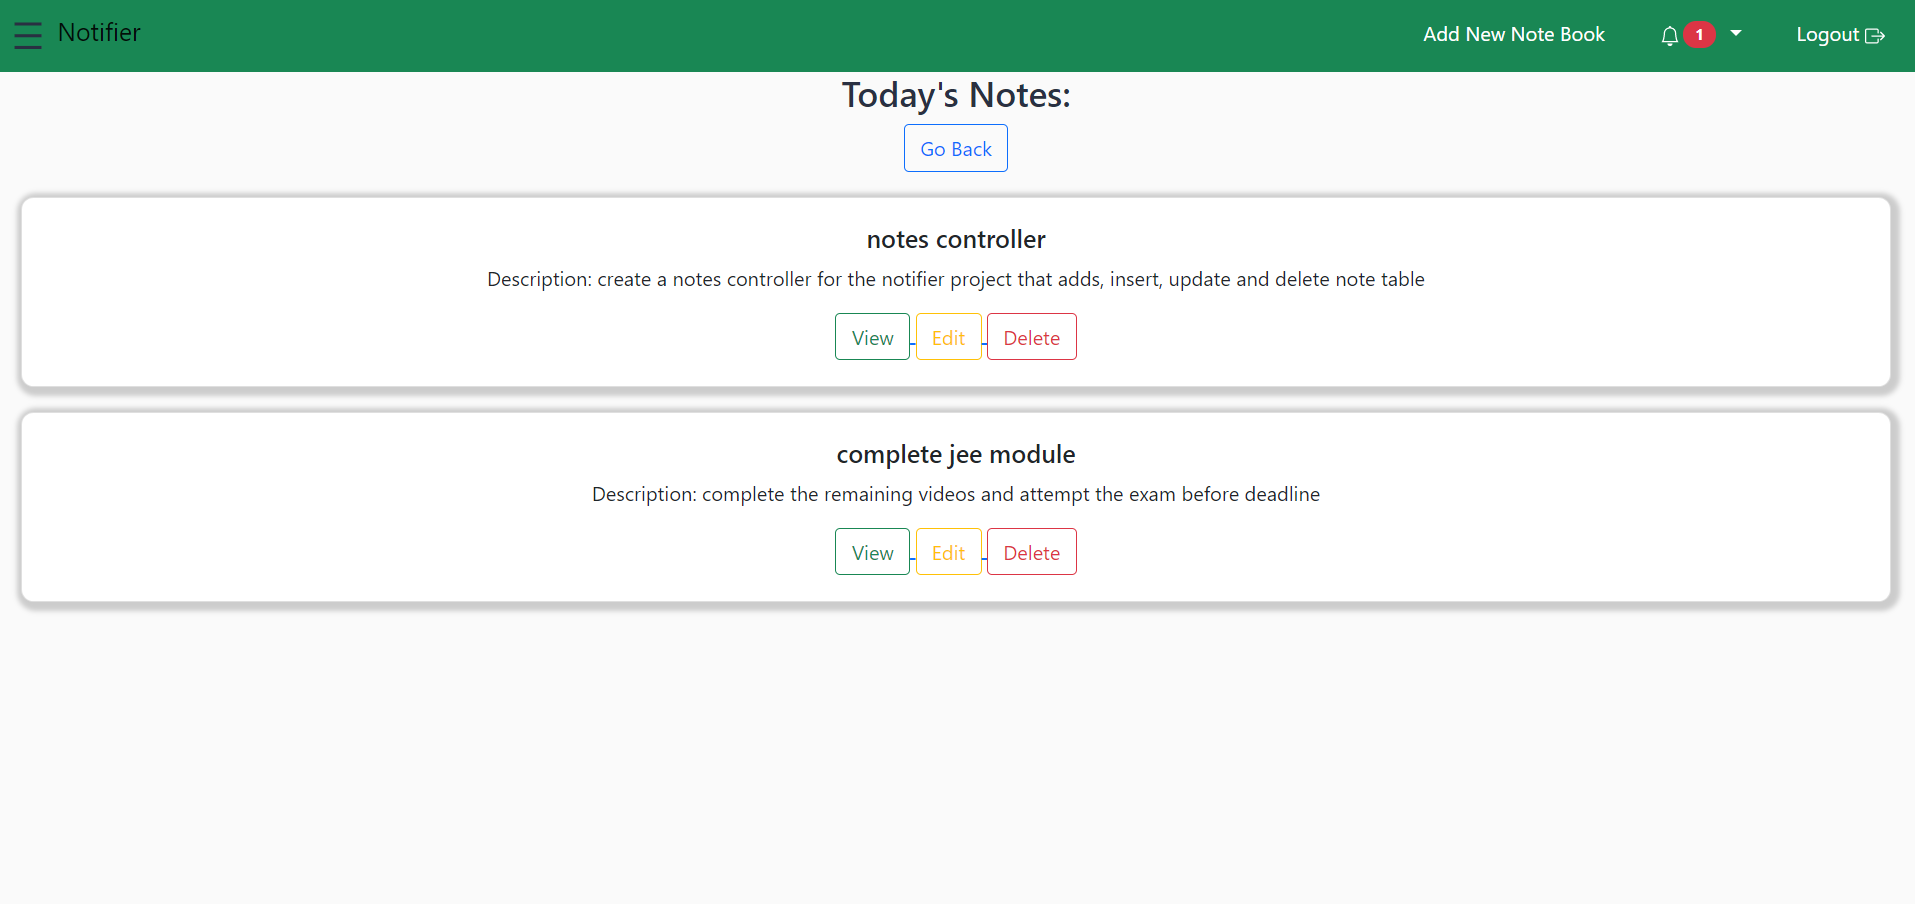 Notifier
Add New Note Book
1
Logout
Today's Notes:
Go Back
notes controller
Description: create a notes controller for the notifier project that adds, insert, update and delete note table
View Edit Delete
complete jee module
Description: complete the remaining videos and attempt the exam before deadline
View Edit Delete